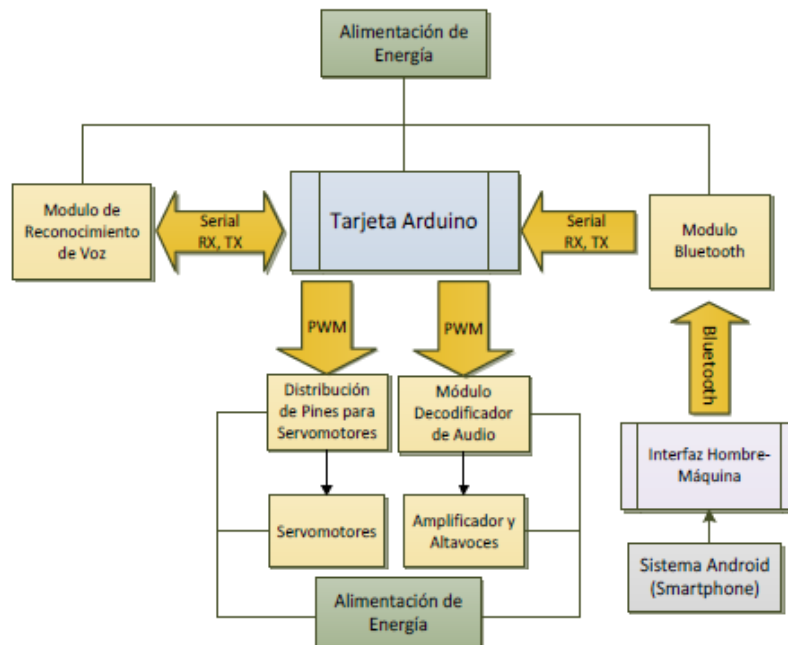 Alimentación de
Energía
Modulo de
Reconocimiento
de Voz
Serial
RX, TX
Tarjeta Arduino
Serial
RX, TX
Modulo
Bluetooth
PWM
PWM
Bluetooth
Distribución
de Pines para
Servomotores
Módulo
Decodificador
de Audio
Interfaz Hombre-
Máquina
Servomotores
Amplificador y
Altavoces
Sistema Android
(Smartphone)
Alimentación de
Energía